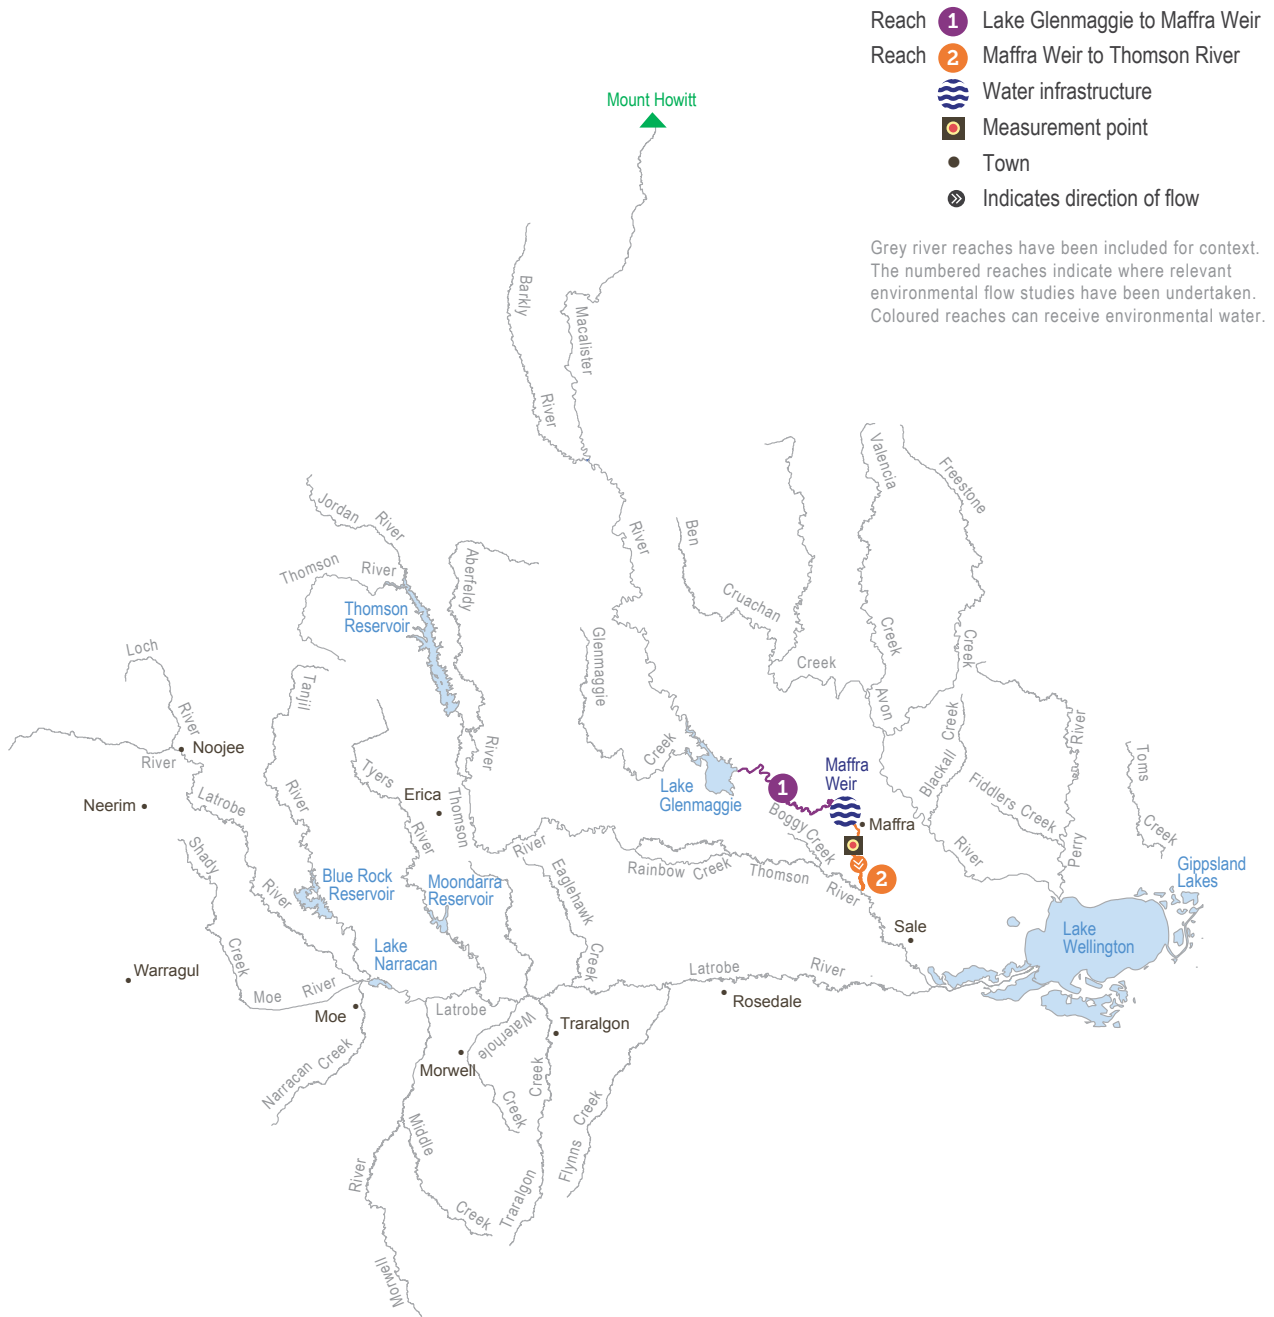 Reach 1 Lake Glenmaggie to Maffra Weir
Reach 2 Maffra Weir to Thomson River
Water infrastructure
Measurement point
Town
Indicates direction of flow
Grey river reaches have been included for context.
The numbered reaches indicate where relevant
environmental flow studies have been undertaken.
Coloured reaches can receive environmental water.
Mount Howitt
Barkly
River
Macalister
River
Valencia
Creek
Freestone
Creek
Ben
Cruachan
Creek
Avon
River
Jordan
River
Thomson
River
Aberfeldy
River
Thomson
Reservoir
Glenmaggie
Creek
Loch
River
Tanjil
River
Noojee
River
Latrobe
River
Neerim
Tyers
River
Erica
Thomson
River
Lake
Glenmaggie
1
Maffra
Weir
Maffra
Boggy Creek
2
Blackall Creek
Fiddlers Creek
Perry
River
Toms
Creek
Gippsland
Lakes
Lake
Wellington
Shady
Creek
Blue Rock
Reservoir
Moondarra
Reservoir
Eaglehawk
Creek
Rainbow Creek
Thomson
River
Sale
Lake
Narracan
Warragul
Moe
River
Moe
Latrobe
Latrobe
River
Rosedale
Narracan
Creek
Morwell
Waterhole
Creek
Traralgon
Traralgon
Creek
Flynns
Creek
Middle
Creek
Morwell
River